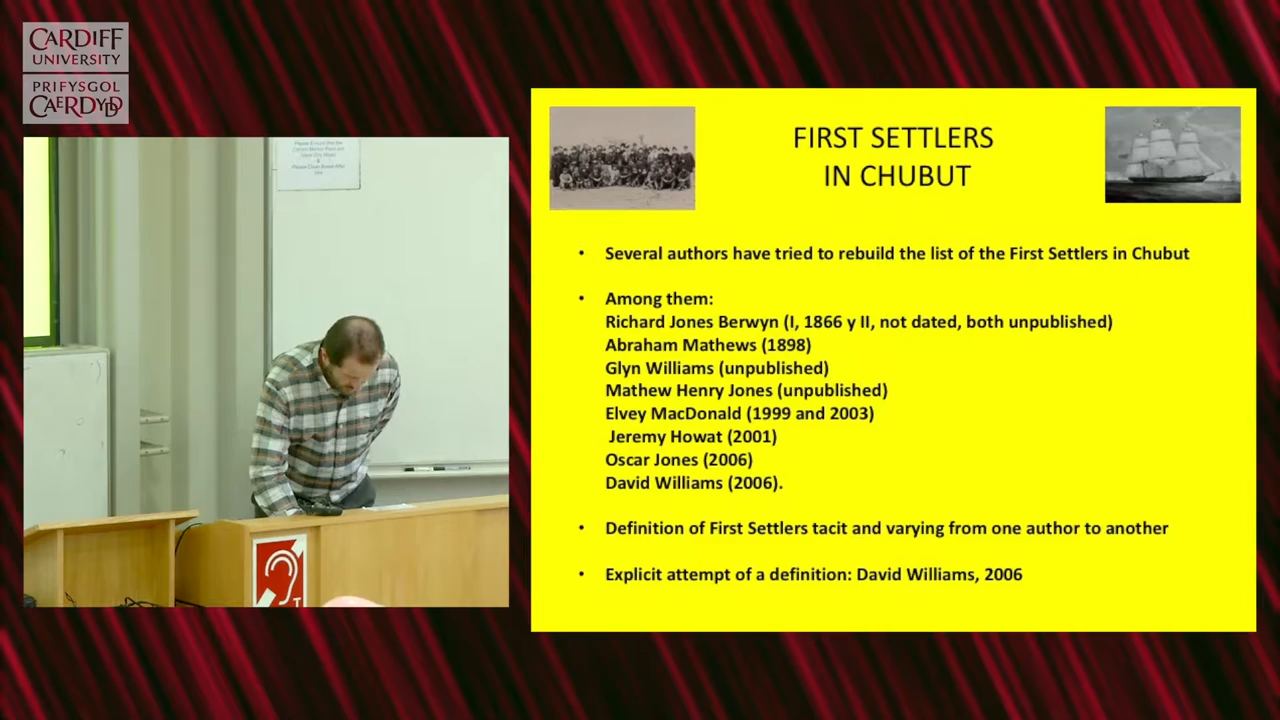 CARDIFF
UNIVERSITY
PRIFYSGOL
CAERDYDD
Please Ensure that the
FIRST SETTLERS
IN CHUBUT
• Several authors have tried to rebuild the list of the First Settlers in Chubut
• Among them:
Richard Jones Berwyn (I, 1866 y II, not dated, both unpublished)
Abraham Mathews (1898)
Glyn Williams (unpublished)
Mathew Henry Jones (unpublished)
Elvey MacDonald (1999 and 2003)
Jeremy Howat (2001)
Oscar Jones (2006)
David Williams (2006).
• Definition of First Settlers tacit and varying from one author to another
• Explicit attempt of a definition: David Williams, 2006
T